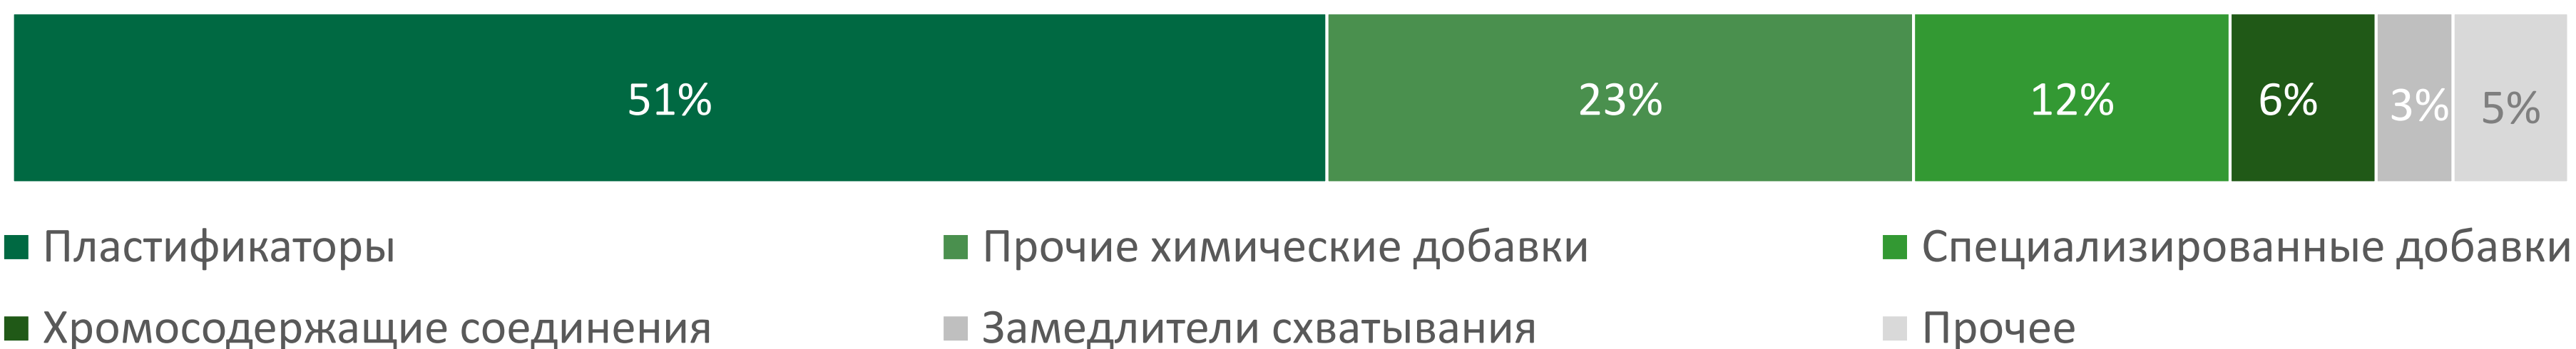 51% 23% 12% 6% 3% 5%
Пластификаторы Прочие химические добавки Специализированные добавки
Хромосодержащие соединения Замедлители схватывания Прочее